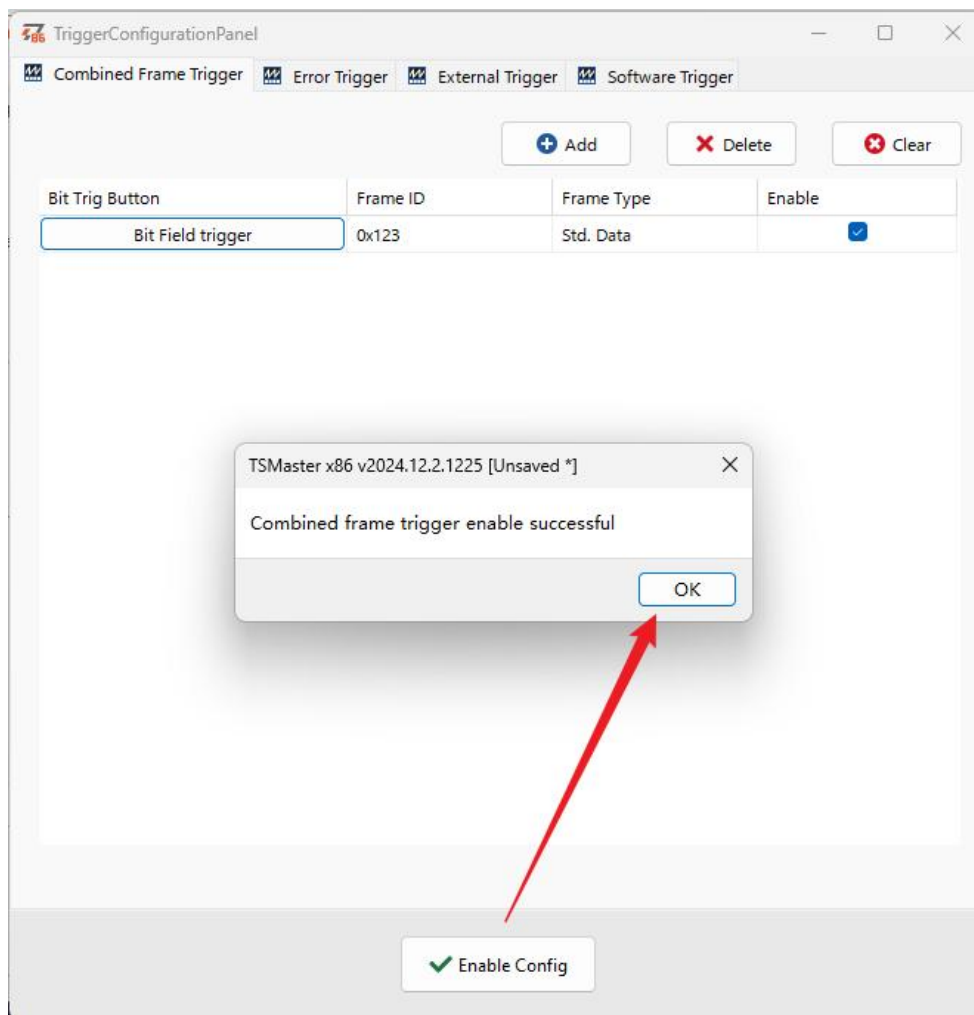 TriggerConfigurationPanel
Combined Frame Trigger Error Trigger External Trigger Software Trigger
Add Delete Clear
Bit Trig Button Frame ID Frame Type Enable
Bit Field trigger 0x123 Std. Data
TSMaster x86 v2024.12.2.1225 [Unsaved *]
Combined frame trigger enable successful
OK
Enable Config